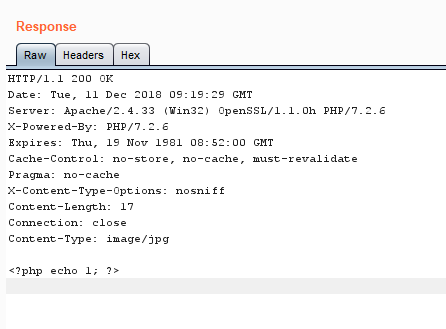 Response
Raw Headers Hex
HTTP/1.1 200 OK
Date: Tue, 11 Dec 2018 09:19:29 GMT
Server: Apache/2.4.33 (Win32) OpenSSL/1.1.0h PHP/7.2.6
X-Powered-By: PHP/7.2.6
Expires: Thu, 19 Nov 1981 08:52:00 GMT
Cache-Control: no-store, no-cache, must-revalidate
Pragma: no-cache
X-Content-Type-Options: nosniff
Content-Length: 17
Connection: close
Content-Type: image/jpg
<?php echo 1; ?>